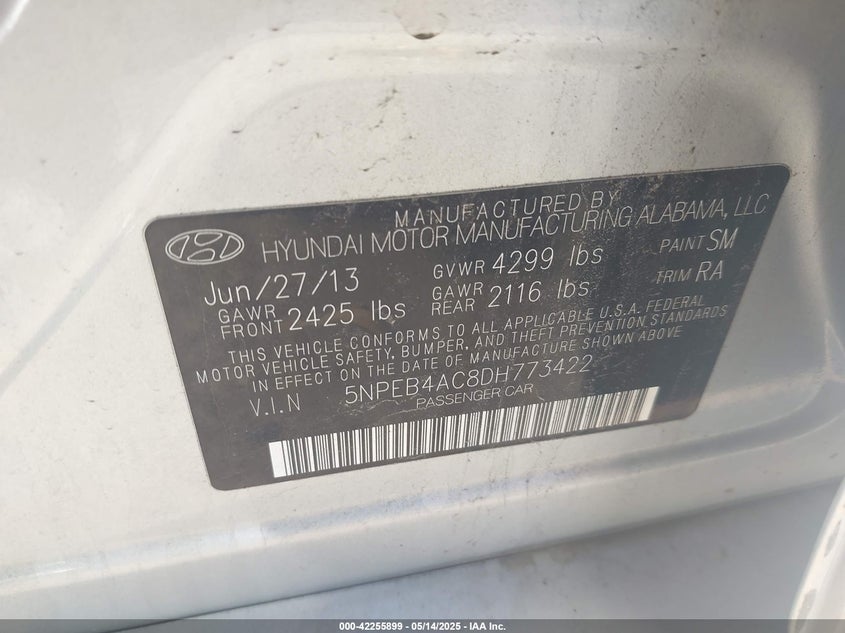 MANUFACTURED BY
HYUNDAI MOTOR MANUFACTURING ALABAMA, LLC
Jun/27/13 GVWR 4299 lbs PAINT SM
GAWR FRONT 2425 lbs GAWR REAR 2116 lbs TRIM RA
THIS VEHICLE CONFORMS TO ALL APPLICABLE U.S.A. FEDERAL
MOTOR VEHICLE SAFETY, BUMPER, AND THEFT PREVENTION STANDARDS
IN EFFECT ON THE DATE OF MANUFACTURE SHOWN ABOVE
V.I.N 5NPEB4AC8DH773422
PASSENGER CAR
000-42255899 - 05/14/2025 - IAA Inc.